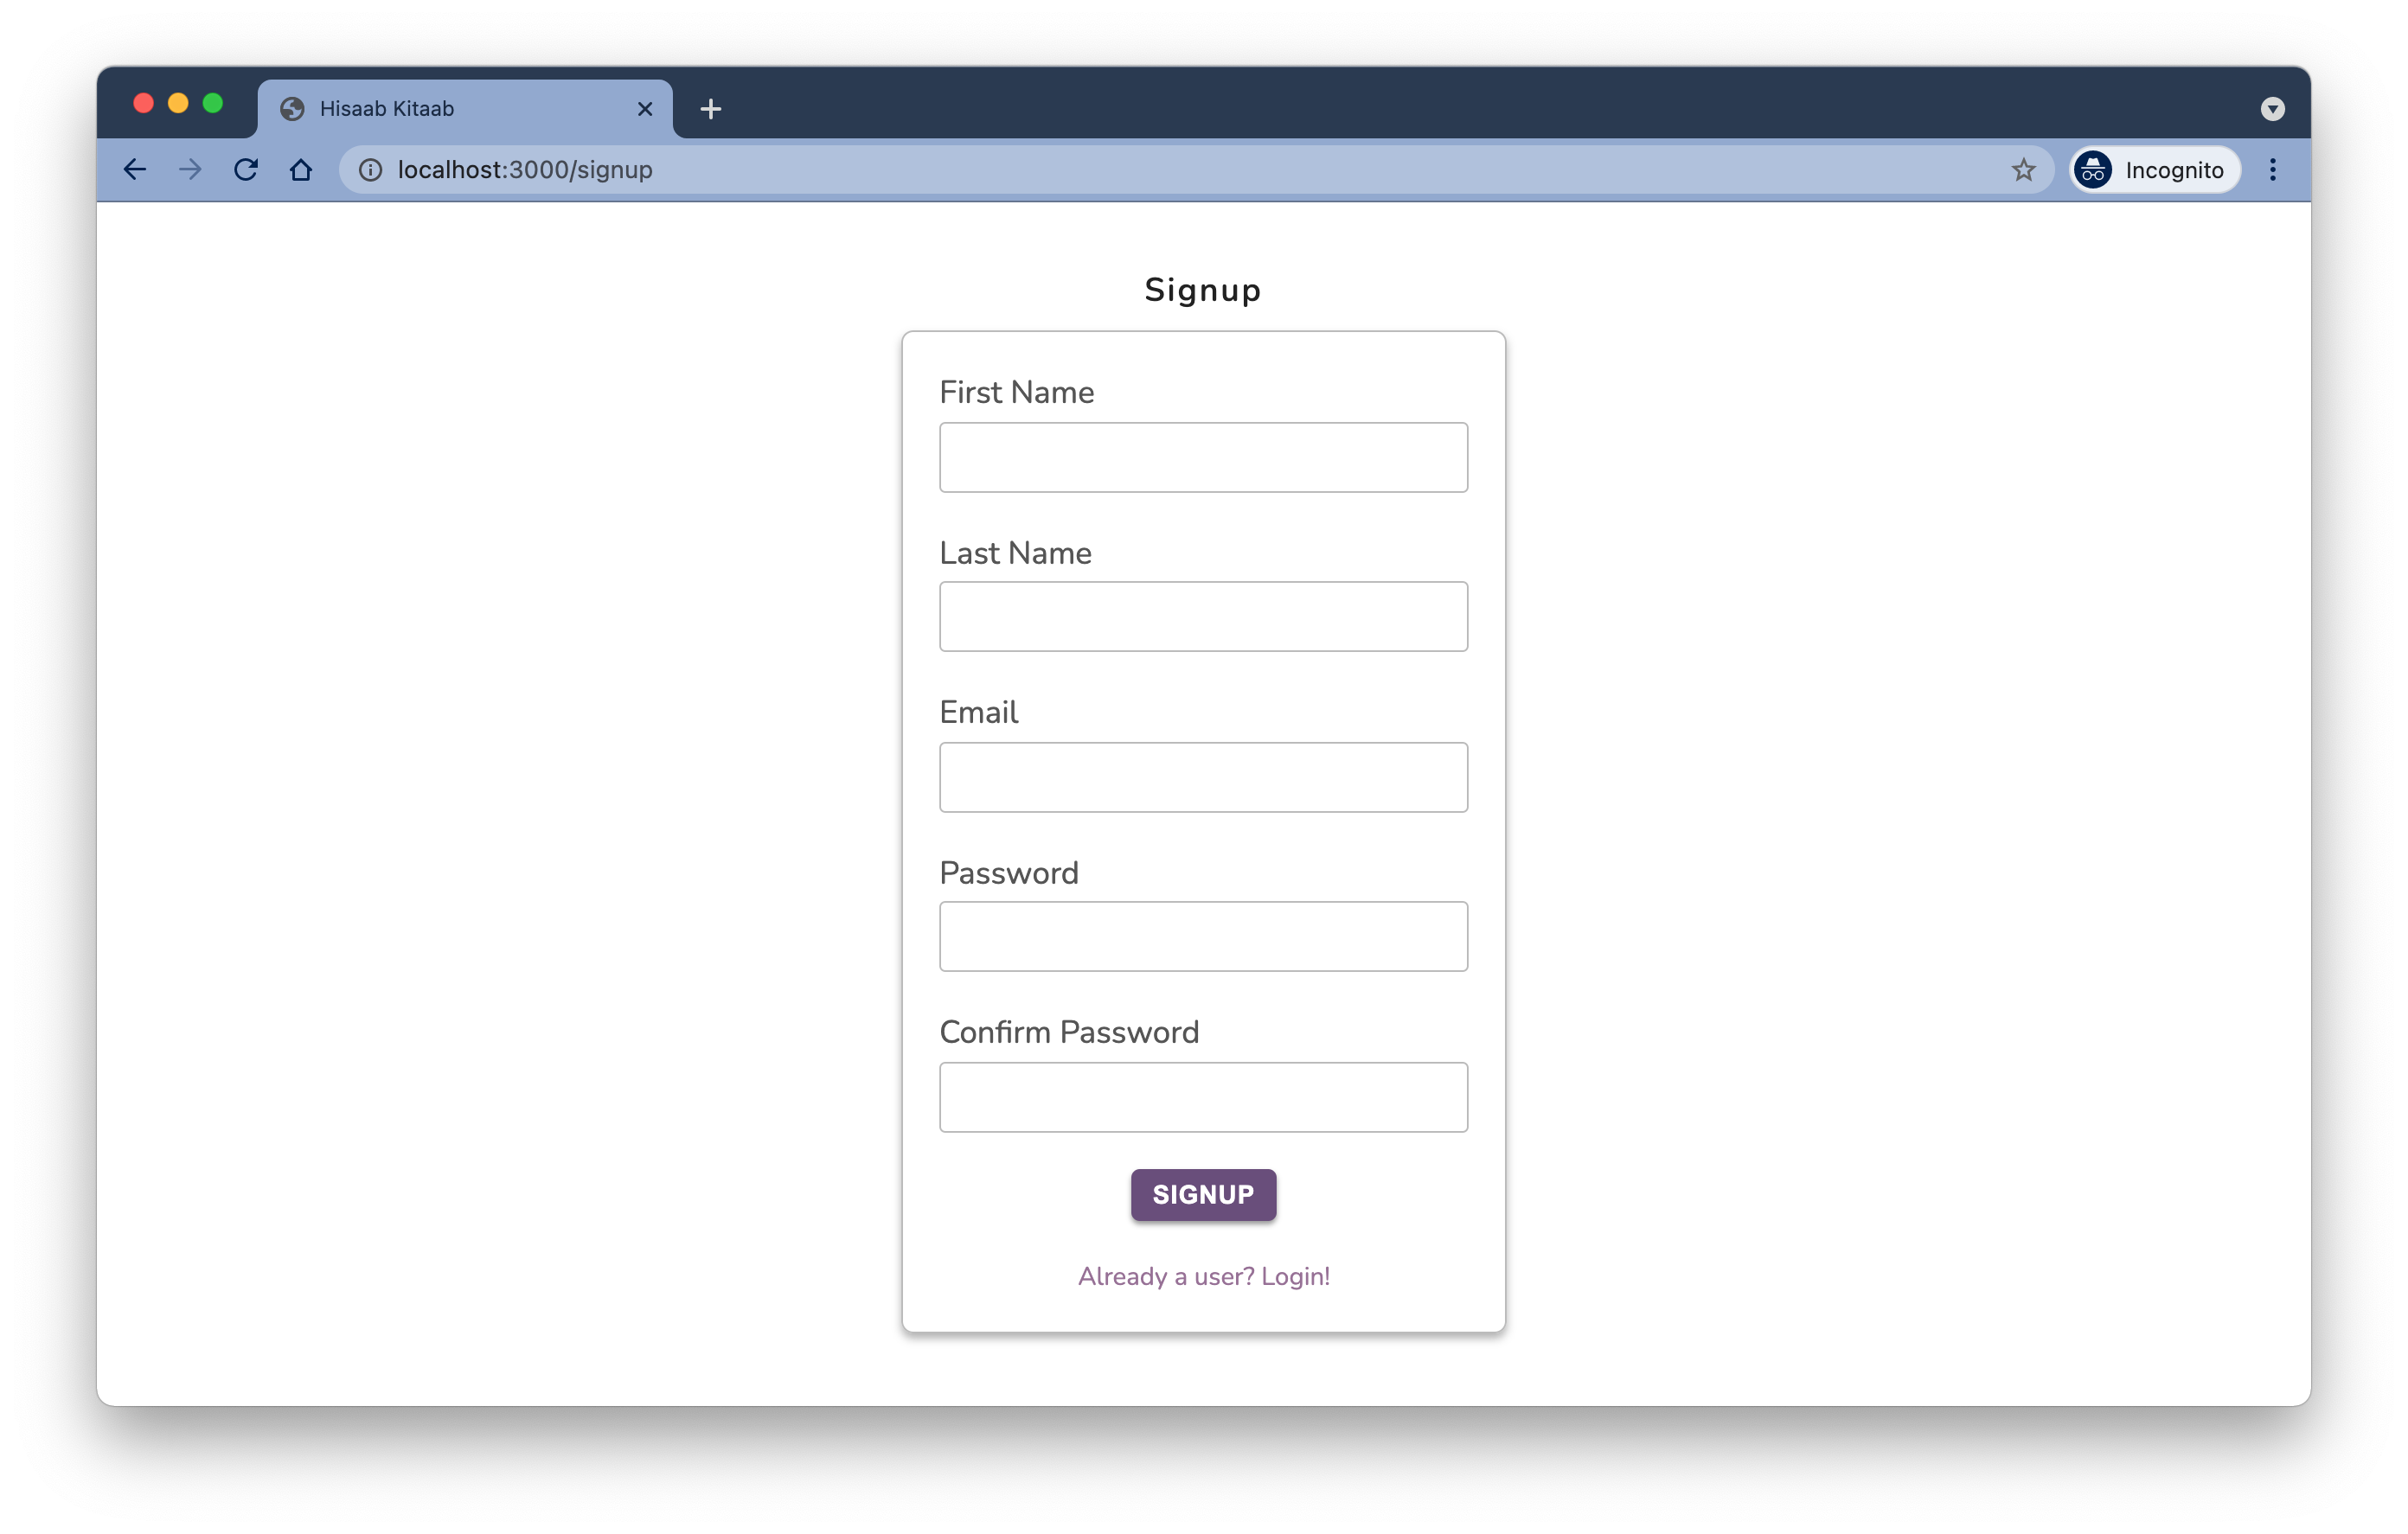 Hisaab Kitaab
localhost:3000/signup
Incognito
Signup
First Name
Last Name
Email
Password
Confirm Password
SIGNUP
Already a user? Login!